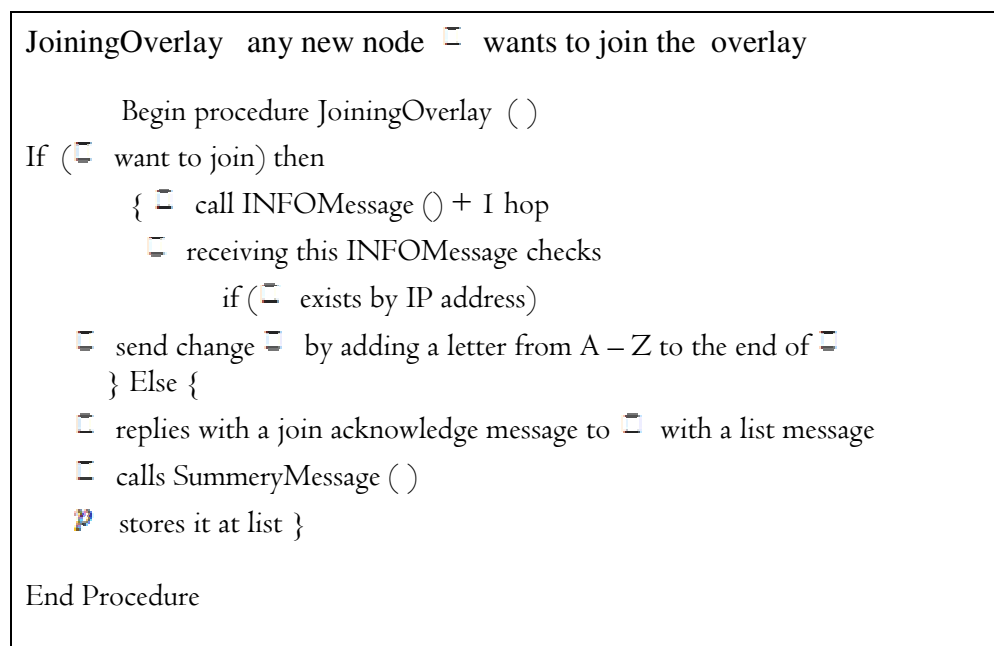 JoiningOverlay any new node wants to join the overlay
Begin procedure JoiningOverlay ( )
If ( want to join) then
{ call INFOMessage () + 1 hop
receiving this INFOMessage checks
if ( exists by IP address)
send change by adding a letter from A – Z to the end of
} Else {
replies with a join acknowledge message to with a list message
calls SummeryMessage ( )
p stores it at list }
End Procedure